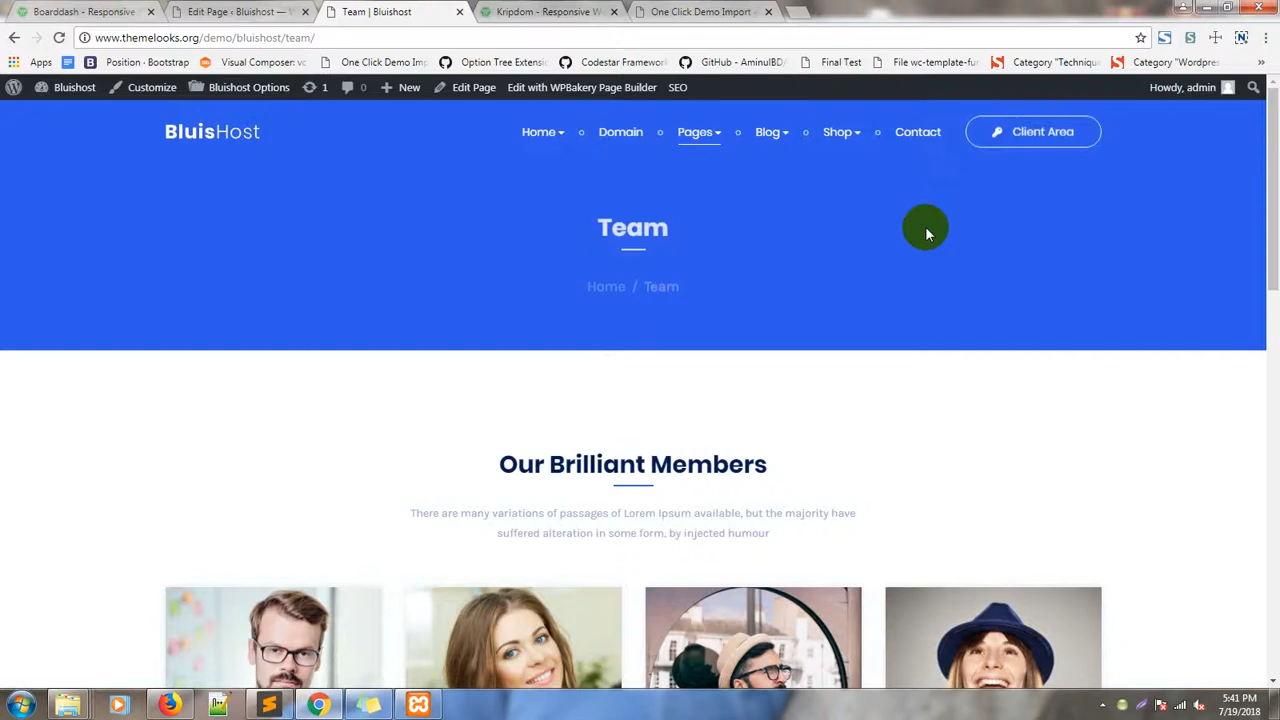 Boarddash - Responsive
Edit Page ‹ Bluishost —
Team | Bluishost
Kripdom - Responsive W
One Click Demo Import
www.themelooks.org/demo/bluishost/team/
Apps
Position · Bootstrap
Visual Composer: vc
One Click Demo Imp
Option Tree Extensio
Codestar Framework
GitHub - AminulBD/
Final Test
File wc-template-fun
Category "Technique
Category "Wordpres
»
Bluishost
Customize
Bluishost Options
1
0
New
Edit Page
Edit with WPBakery Page Builder
SEO
Howdy, admin
BluisHost
Home
Domain
Pages
Blog
Shop
Contact
Client Area
Team
Home / Team
Our Brilliant Members
There are many variations of passages of Lorem Ipsum available, but the majority have
suffered alteration in some form, by injected humour
5:41 PM
7/19/2018